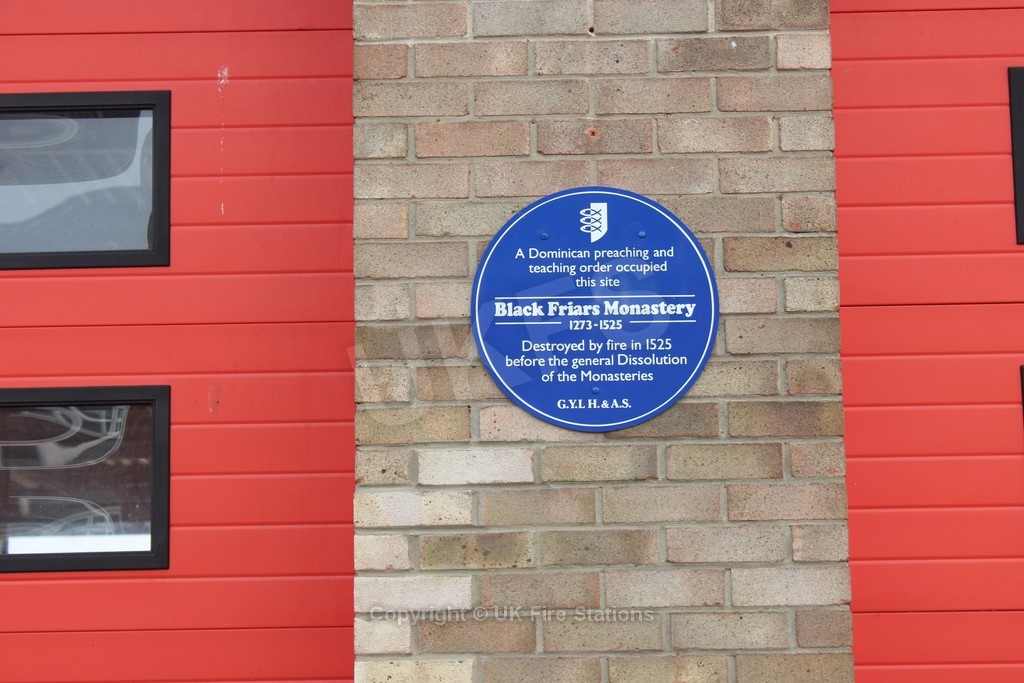 A Dominican preaching and
teaching order occupied
this site
Black Friars Monastery
1273-1525
Destroyed by fire in 1525
before the general Dissolution
of the Monasteries
G.Y.L H. & A.S.
UKFS
Copyright © UK Fire Stations